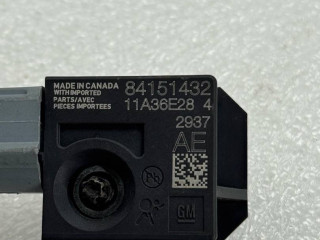 MADE IN CANADA
WITH IMPORTED
PARTS/AVEC
PIECES IMPORTEES
84151432
11A36E28 4
2937
AE
GM